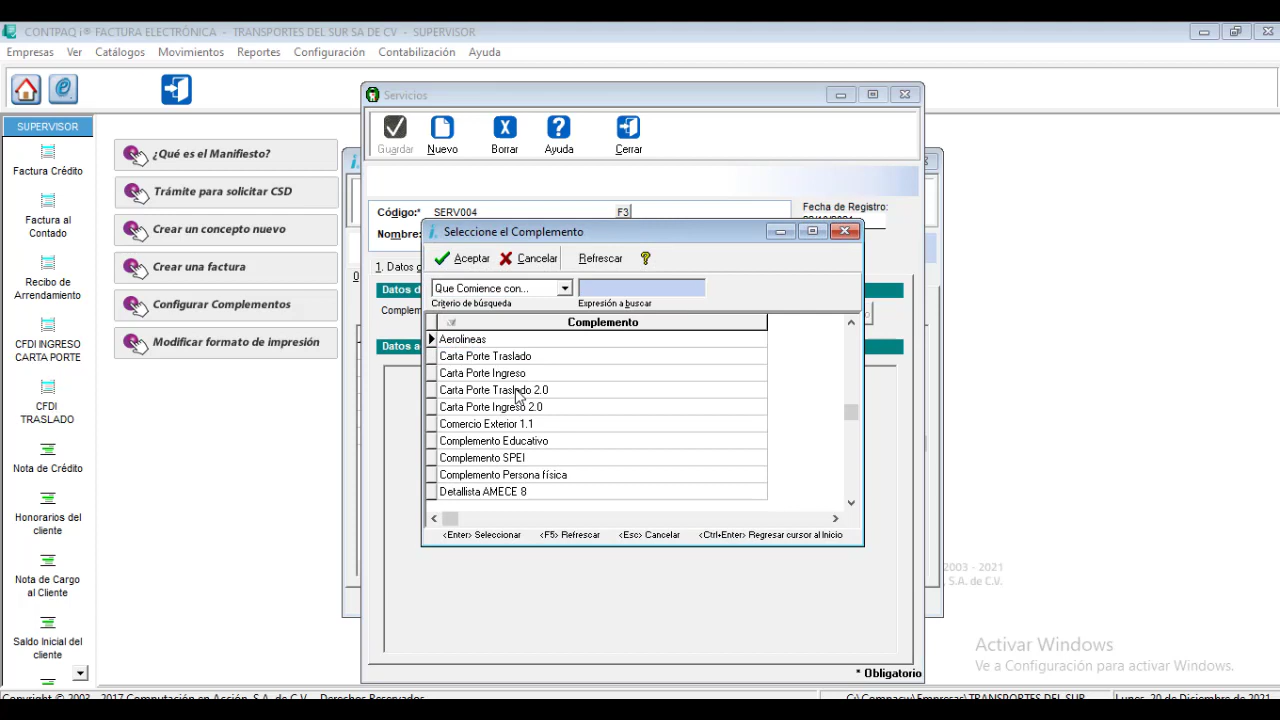 CONTPAQ i® FACTURA ELECTRÓNICA - TRANSPORTES DEL SUR SA DE CV - SUPERVISOR
Empresas Ver Catálogos Movimientos Reportes Configuración Contabilización Ayuda
SUPERVISOR
Factura Crédito
Factura al
Contado
Recibo de
Arrendamiento
CFDI INGRESO
CARTA PORTE
CFDI
TRASLADO
Nota de Crédito
Honorarios del
cliente
Nota de Cargo
al Cliente
Saldo Inicial del
cliente
¿Qué es el Manifiesto?
Trámite para solicitar CSD
Crear un concepto nuevo
Crear una factura
Configurar Complementos
Modificar formato de impresión
Servicios
Guardar Nuevo Borrar Ayuda Cerrar
Código:* SERV004 F3
Fecha de Registro:
Nombre:
1. Datos g
Datos d
Complem
Datos a
Seleccione el Complemento
Aceptar Cancelar Refrescar
Que Comience con...
Criterio de búsqueda Expresión a buscar
Complemento
Aerolineas
Carta Porte Traslado
Carta Porte Ingreso
Carta Porte Traslado 2.0
Carta Porte Ingreso 2.0
Comercio Exterior 1.1
Complemento Educativo
Complemento SPEI
Complemento Persona física
Detallista AMECE 8
<Enter> Seleccionar <F5> Refrescar <Esc> Cancelar <Ctrl+Enter> Regresar cursor al Inicio
2003 - 2021
S.A. de C.V.
* Obligatorio
Activar Windows
Ve a Configuración para activar Windows.
Copyright © 2003 - 2017 Computación en Acción, S.A. de C.V. Derechos Reservados
C:\Compacw\Empresas\TRANSPORTES DEL SUR Lunes, 20 de Diciembre de 2021